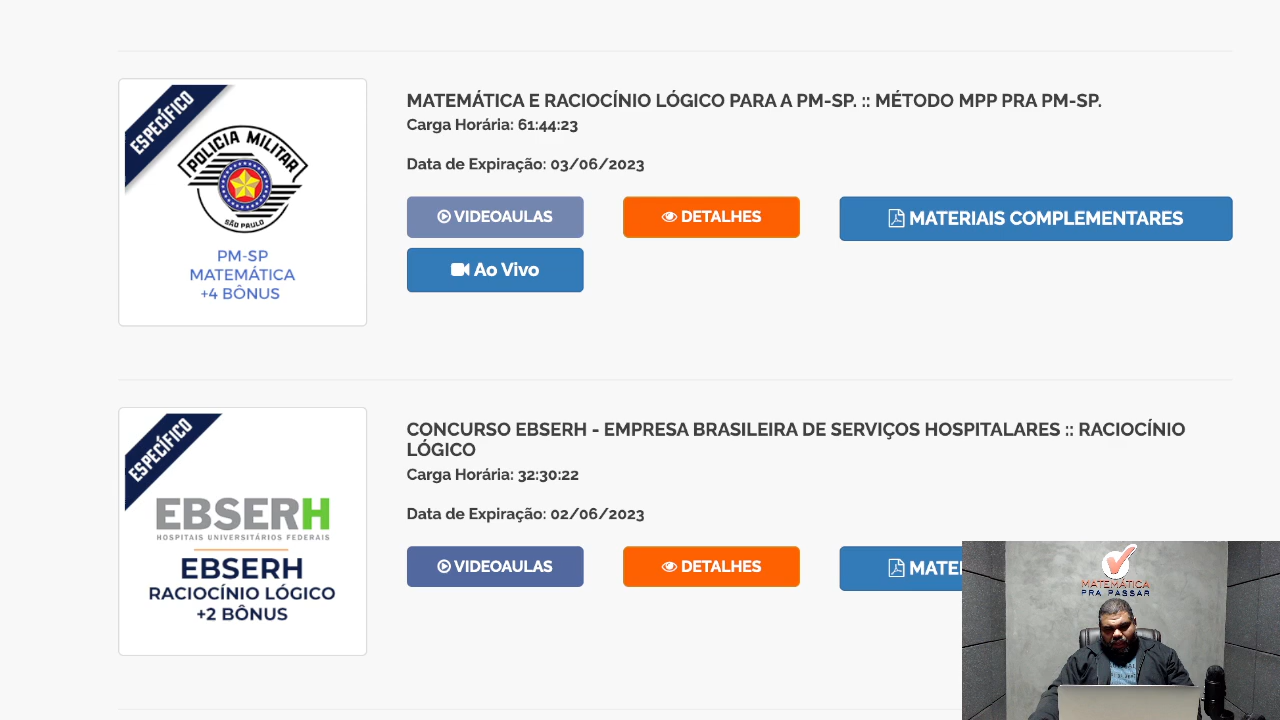 ESPECÍFICO
POLICIA MILITAR
SÃO PAULO
PM-SP
MATEMÁTICA
+4 BÔNUS
MATEMÁTICA E RACIOCÍNIO LÓGICO PARA A PM-SP. :: MÉTODO MPP PRA PM-SP.
Carga Horária: 61:44:23
Data de Expiração: 03/06/2023
VIDEOAULAS
DETALHES
MATERIAIS COMPLEMENTARES
Ao Vivo
ESPECÍFICO
EBSERH
HOSPITAIS UNIVERSITÁRIOS FEDERAIS
EBSERH
RACIOCÍNIO LÓGICO
+2 BÔNUS
CONCURSO EBSERH - EMPRESA BRASILEIRA DE SERVIÇOS HOSPITALARES :: RACIOCÍNIO
LÓGICO
Carga Horária: 32:30:22
Data de Expiração: 02/06/2023
VIDEOAULAS
DETALHES
MATE
MATEMÁTICA
PRA PASSAR